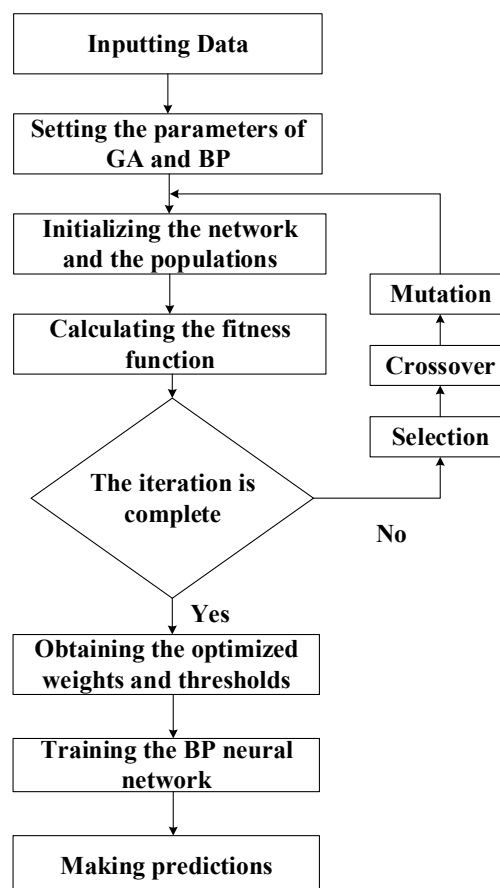 Inputting Data
Setting the parameters of
GA and BP
Initializing the network
and the populations
Calculating the fitness
function
The iteration is
complete
Mutation
Crossover
Selection
No
Yes
Obtaining the optimized
weights and thresholds
Training the BP neural
network
Making predictions